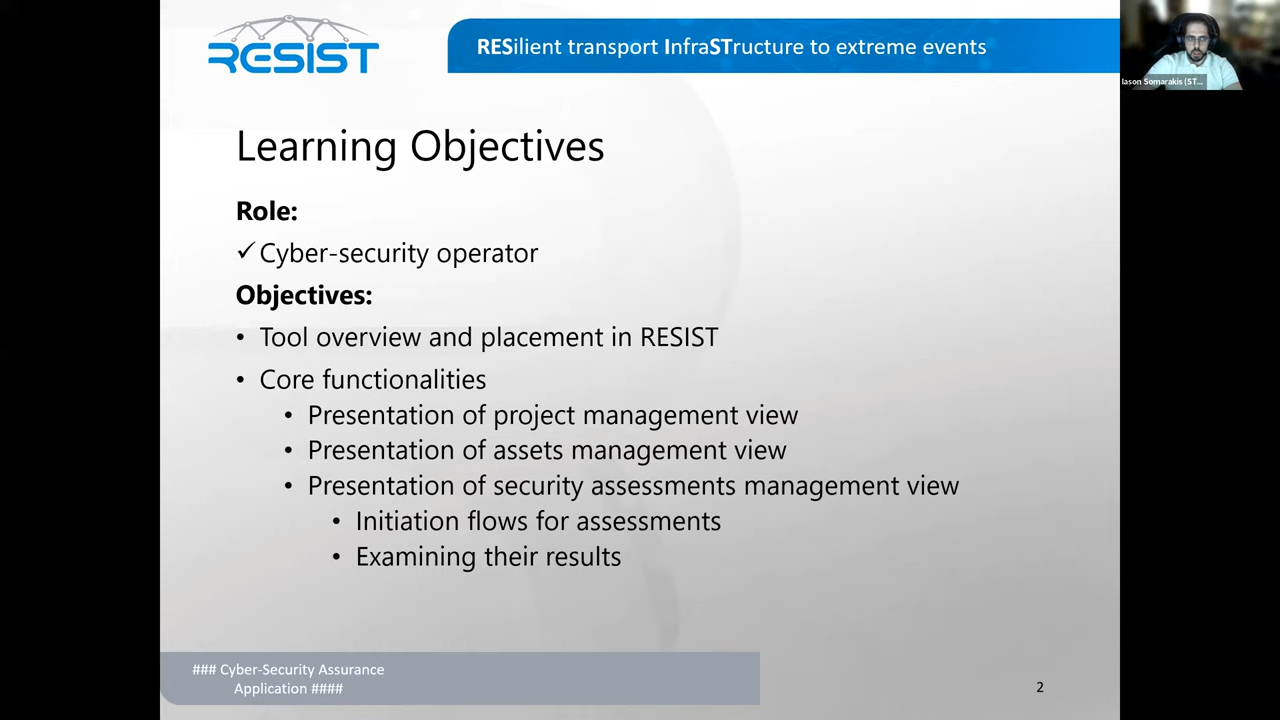 RESIST
RESilient transport InfraSTructure to extreme events
Iason Somarakis (ST...
Learning Objectives
Role:
✓ Cyber-security operator
Objectives:
• Tool overview and placement in RESIST
• Core functionalities
• Presentation of project management view
• Presentation of assets management view
• Presentation of security assessments management view
• Initiation flows for assessments
• Examining their results
### Cyber-Security Assurance
Application ####
2